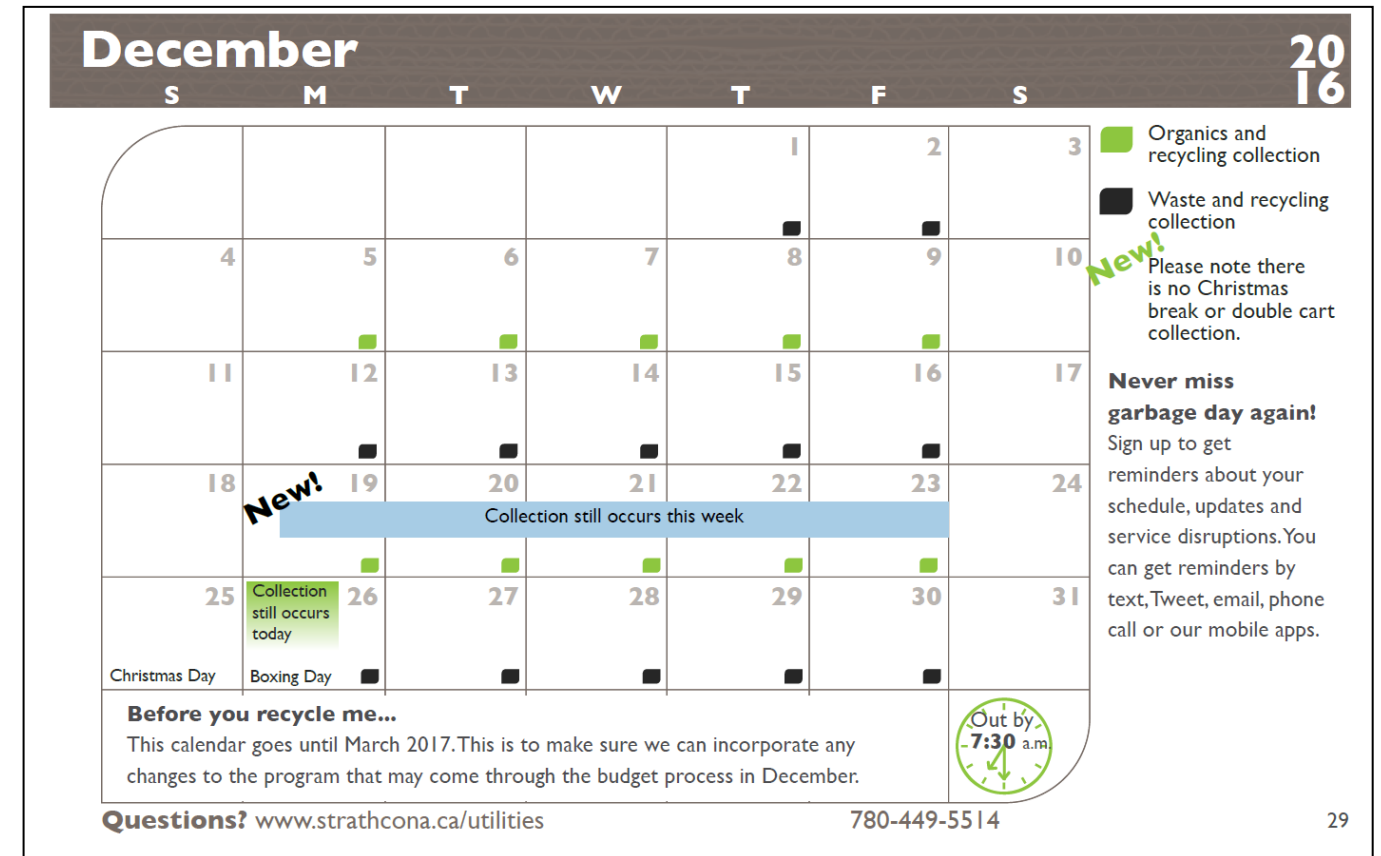 December
20
16
S M T W T F S
1 2 3
4 5 6 7 8 9 10
11 12 13 14 15 16 17
18 New! 19 20 21 22 23 24
Collection still occurs this week
25 26 27 28 29 30 31
Collection
still occurs
today
Christmas Day
Boxing Day
Organics and
recycling collection
Waste and recycling
collection
New!
Please note there
is no Christmas
break or double cart
collection.
Never miss
garbage day again!
Sign up to get
reminders about your
schedule, updates and
service disruptions. You
can get reminders by
text, Tweet, email, phone
call or our mobile apps.
Before you recycle me...
This calendar goes until March 2017. This is to make sure we can incorporate any
changes to the program that may come through the budget process in December.
Out by
7:30 a.m.
Questions? www.strathcona.ca/utilities 780-449-5514 29